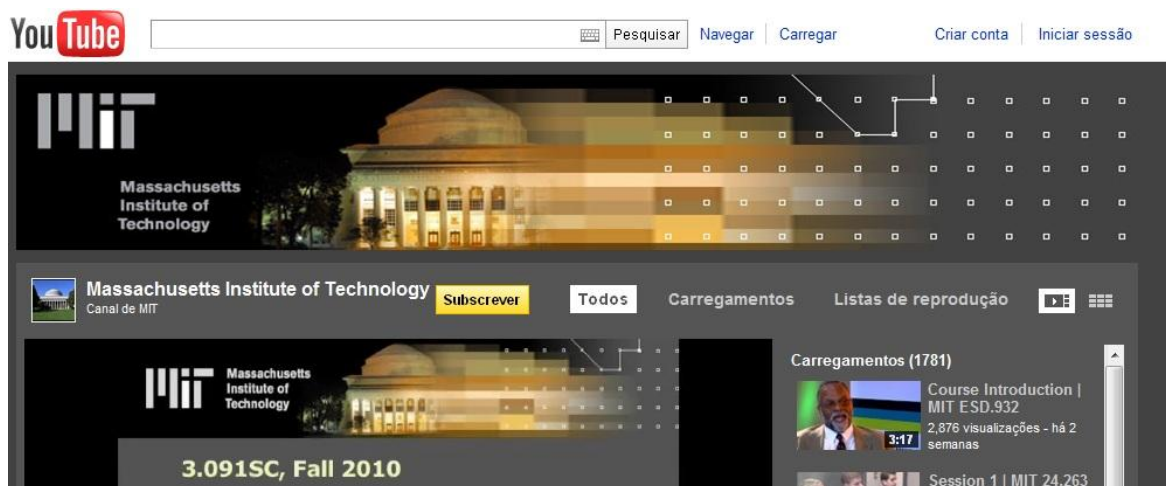 You Tube
Pesquisar
Navegar
Carregar
Criar conta
Iniciar sessão
MIT
Massachusetts
Institute of
Technology
Massachusetts Institute of Technology
Canal de MIT
Subscrever
Todos
Carregamentos
Listas de reprodução
MIT
Massachusetts
Institute of
Technology
3.091SC, Fall 2010
Carregamentos (1781)
Course Introduction |
MIT ESD.932
2,876 visualizações - há 2
semanas
3:17
Session 1 | MIT 24.263